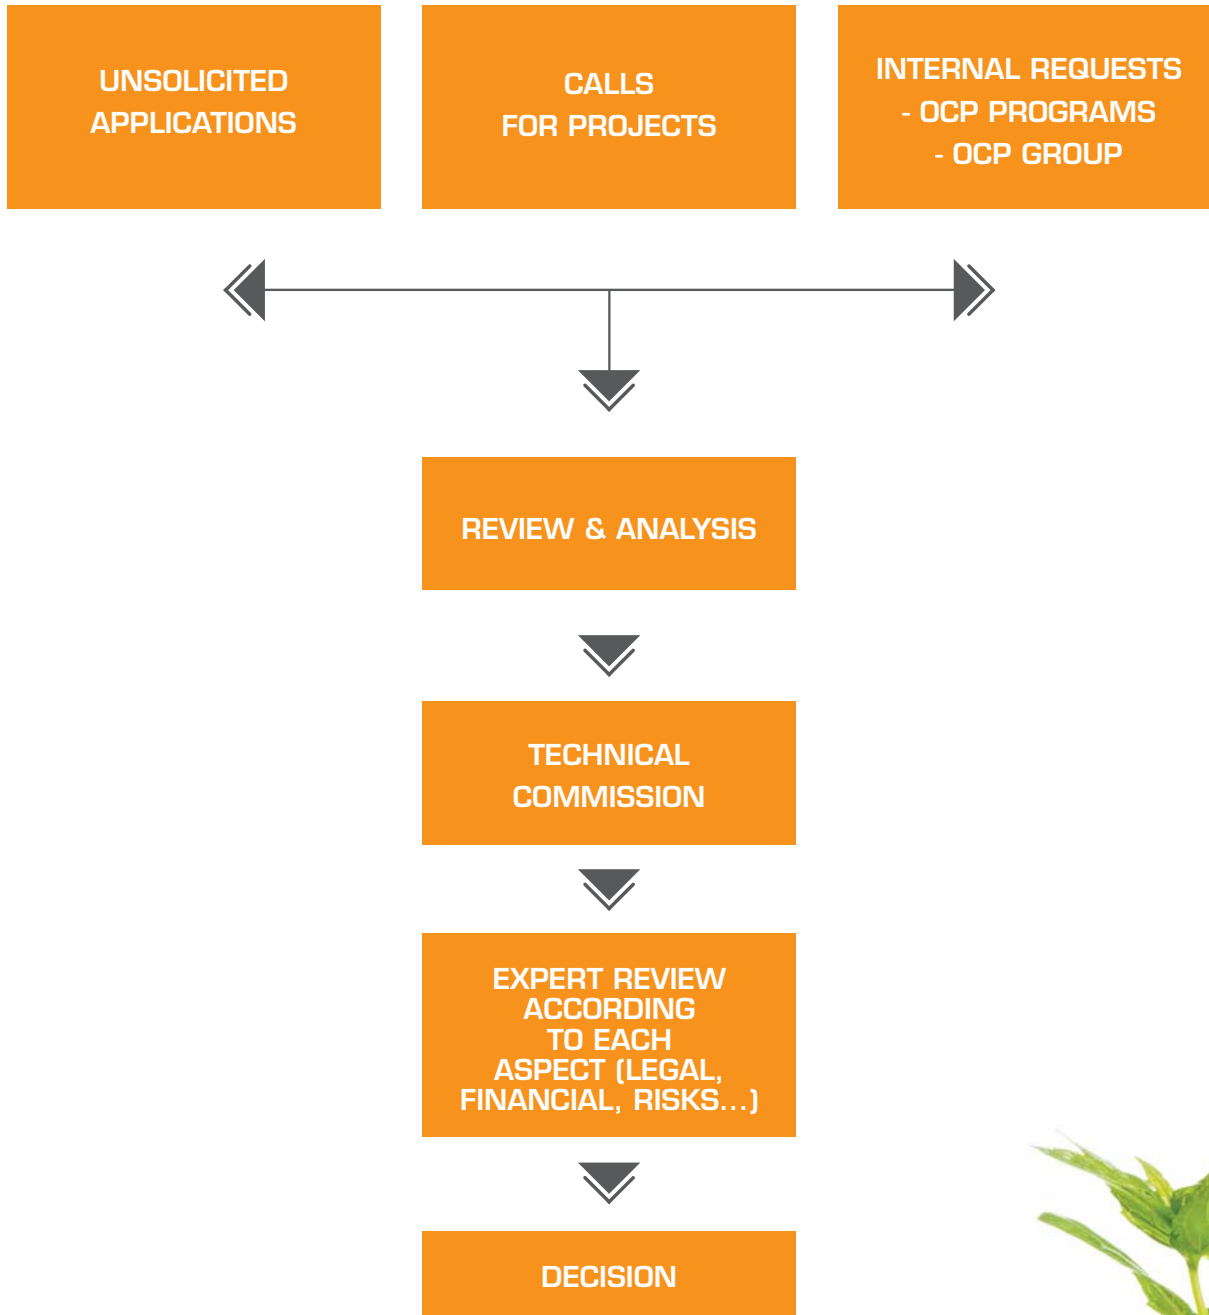 UNSOLICITED
APPLICATIONS
CALLS
FOR PROJECTS
INTERNAL REQUESTS
- OCP PROGRAMS
- OCP GROUP
REVIEW & ANALYSIS
TECHNICAL
COMMISSION
EXPERT REVIEW
ACCORDING
TO EACH
ASPECT (LEGAL,
FINANCIAL, RISKS...)
DECISION